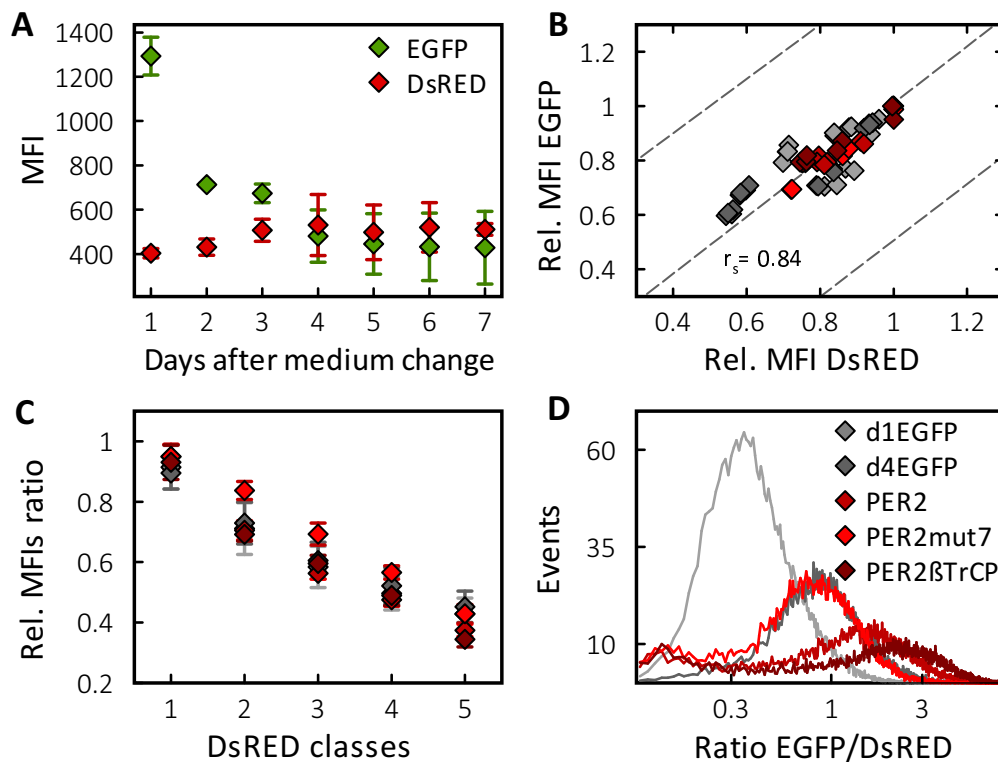 A
1400
1200
1000
800
600
400
MFI
EGFP
DsRED
1 2 3 4 5 6 7
Days after medium change
B
1.2
1
0.8
0.6
0.4
Rel. MFI EGFP
rs= 0.84
0.4 0.6 0.8 1 1.2
Rel. MFI DsRED
C
1
0.8
0.6
0.4
0.2
Rel. MFIs ratio
1 2 3 4 5
DsRED classes
D
60
35
10
Events
d1EGFP
d4EGFP
PER2
PER2mut7
PER2ßTrCP
0.3 1 3
Ratio EGFP/DsRED